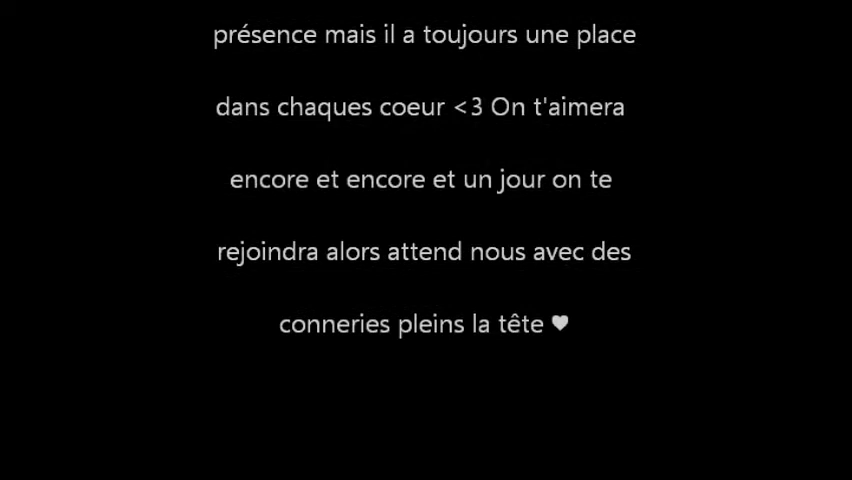 présence mais il a toujours une place
dans chaques coeur <3 On t'aimera
encore et encore et un jour on te
rejoindra alors attend nous avec des
conneries pleins la tête ♥